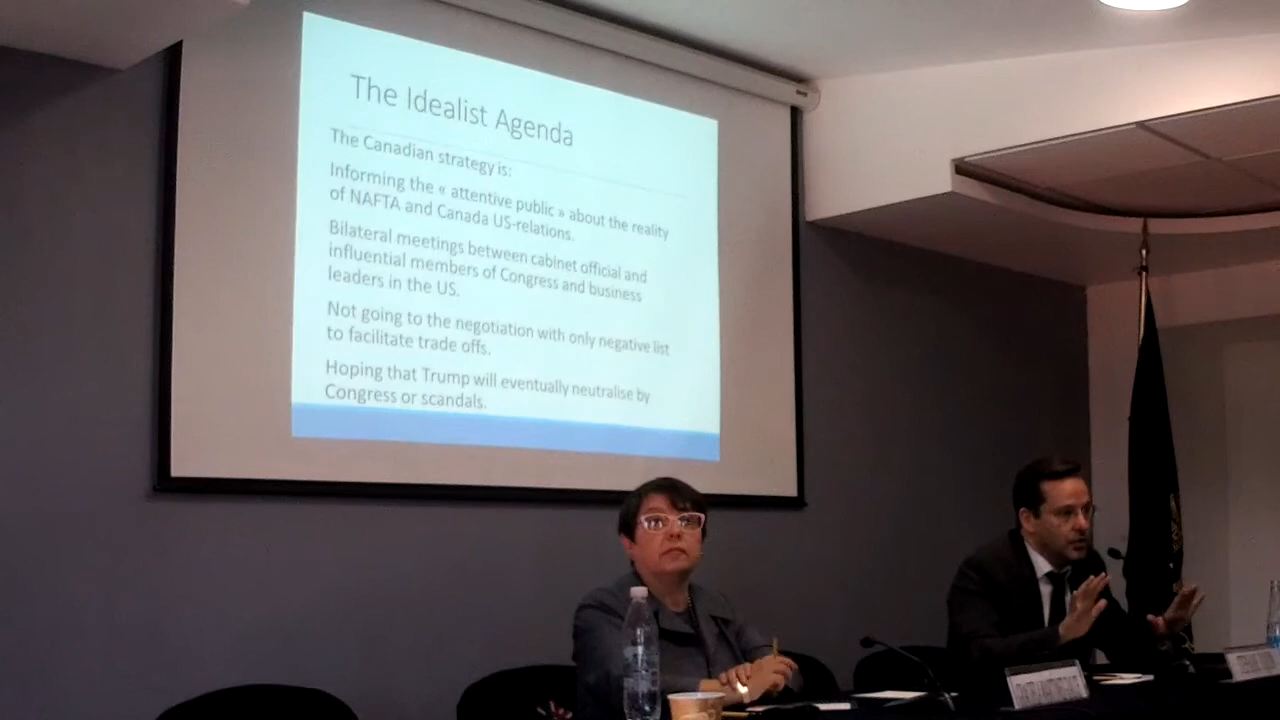 The Idealist Agenda
The Canadian strategy is:
Informing the « attentive public » about the reality
of NAFTA and Canada US-relations.
Bilateral meetings between cabinet official and
influential members of Congress and business
leaders in the US.
Not going to the negotiation with only negative list
to facilitate trade offs.
Hoping that Trump will eventually neutralise by
Congress or scandals.